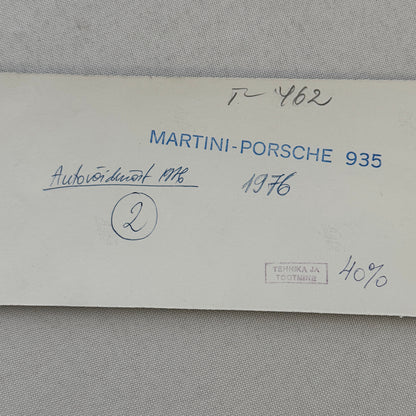 T- 462
MARTINI-PORSCHE 935
Autovõidusõit 1976
1976
2
TEHNIKA JA
TOOTMINE
40%